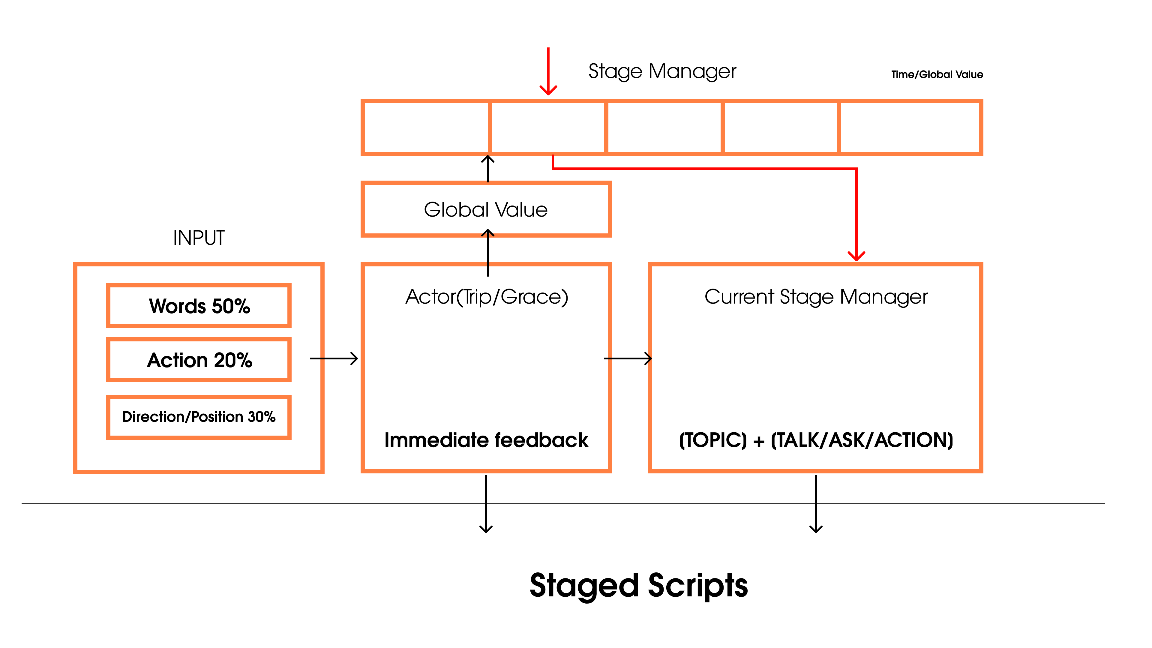 Stage Manager
Time/Global Value
Global Value
INPUT
Words 50%
Action 20%
Direction/Position 30%
Actor(Trip/Grace)
Immediate feedback
Current Stage Manager
(TOPIC) + (TALK/ASK/ACTION)
Staged Scripts